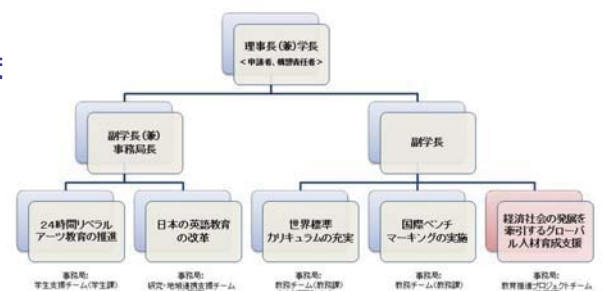 理事長(兼)学長
<申請者、構想責任者>
副学長(兼)
事務局長
副学長
24時間リベラル
アーツ教育の推進
日本の英語教育
の改革
世界標準
カリキュラムの充実
国際ベンチ
マーキングの実施
経済社会の発展を
牽引するグローバ
ル人材育成支援
事務局:
学生支援チーム(学生課)
事務局:
研究・地域連携支援チーム
事務局:
教務チーム(教務課)
事務局:
教務チーム(教務課)
事務局:
教育推進プロジェクトチーム